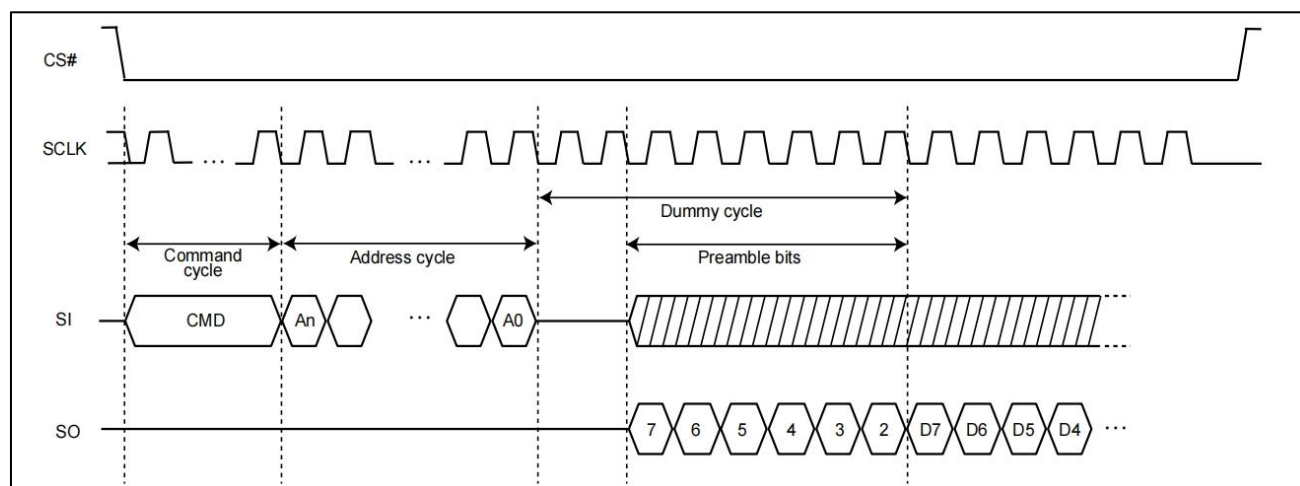 CS#
SCLK
... ...
Dummy cycle
Command
cycle
Address cycle
Preamble bits
SI
CMD
An
...
A0
SO
7 6 5 4 3 2 D7 D6 D5 D4 ...